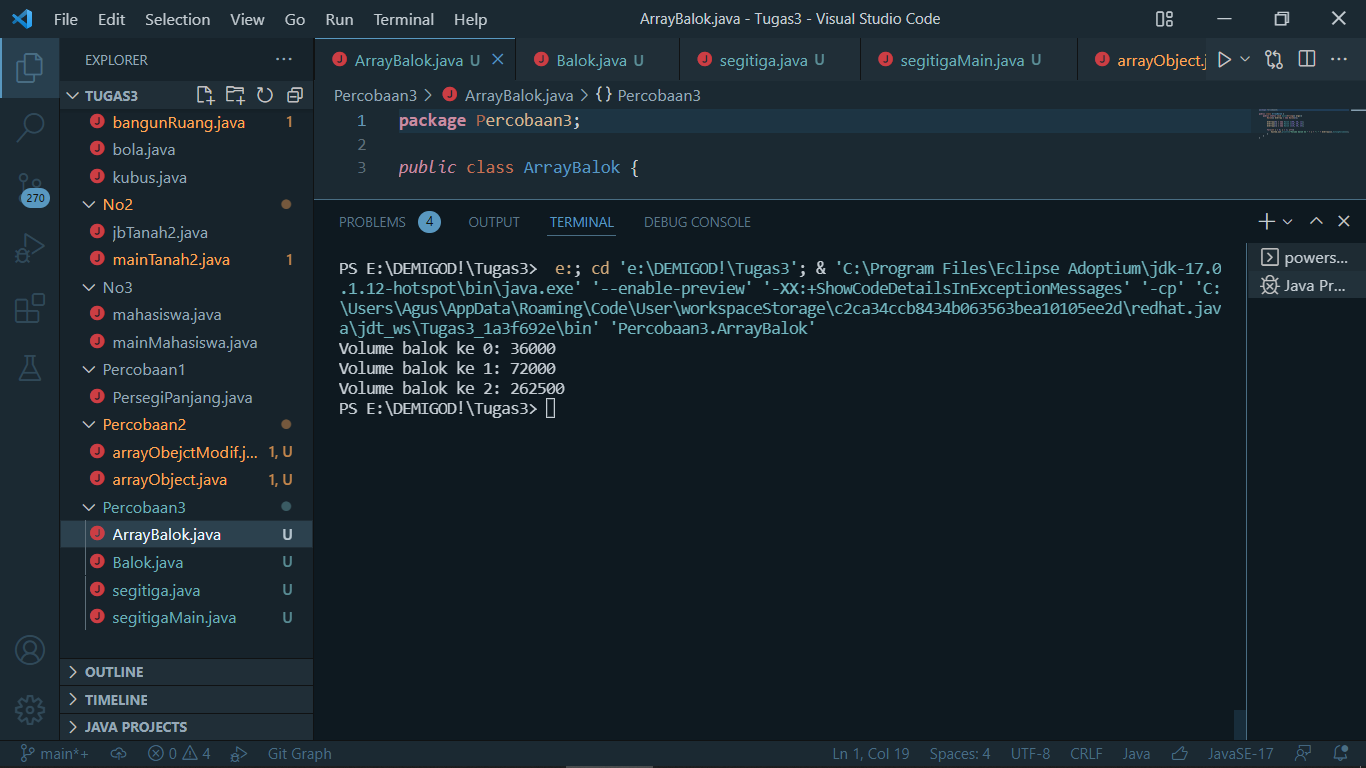 File Edit Selection View Go Run Terminal Help ArrayBalok.java - Tugas3 - Visual Studio Code
EXPLORER
TUGAS3
bangunRuang.java 1
bola.java
kubus.java
No2
jbTanah2.java
mainTanah2.java 1
No3
mahasiswa.java
mainMahasiswa.java
Percobaan1
PersegiPanjang.java
Percobaan2
arrayObejctModif.j... 1, U
arrayObject.java 1, U
Percobaan3
ArrayBalok.java U
Balok.java U
segitiga.java U
segitigaMain.java U
OUTLINE
TIMELINE
JAVA PROJECTS
270
ArrayBalok.java U Balok.java U segitiga.java U segitigaMain.java U arrayObject.j
Percobaan3 > ArrayBalok.java > {} Percobaan3
1 package Percobaan3;
2
3 public class ArrayBalok {
PROBLEMS 4 OUTPUT TERMINAL DEBUG CONSOLE
PS E:\DEMIGOD!\Tugas3> e:; cd 'e:\DEMIGOD!\Tugas3'; & 'C:\Program Files\Eclipse Adoptium\jdk-17.0
.1.12-hotspot\bin\java.exe' '--enable-preview' '-XX:+ShowCodeDetailsInExceptionMessages' '-cp' 'C:
\Users\Agus\AppData\Roaming\Code\User\workspaceStorage\c2ca34ccb8434b063563bea10105ee2d\redhat.jav
a\jdt_ws\Tugas3_1a3f692e\bin' 'Percobaan3.ArrayBalok'
Volume balok ke 0: 36000
Volume balok ke 1: 72000
Volume balok ke 2: 262500
PS E:\DEMIGOD!\Tugas3>
powers...
Java Pr...
main*+ 0 4 Git Graph Ln 1, Col 19 Spaces: 4 UTF-8 CRLF Java JavaSE-17